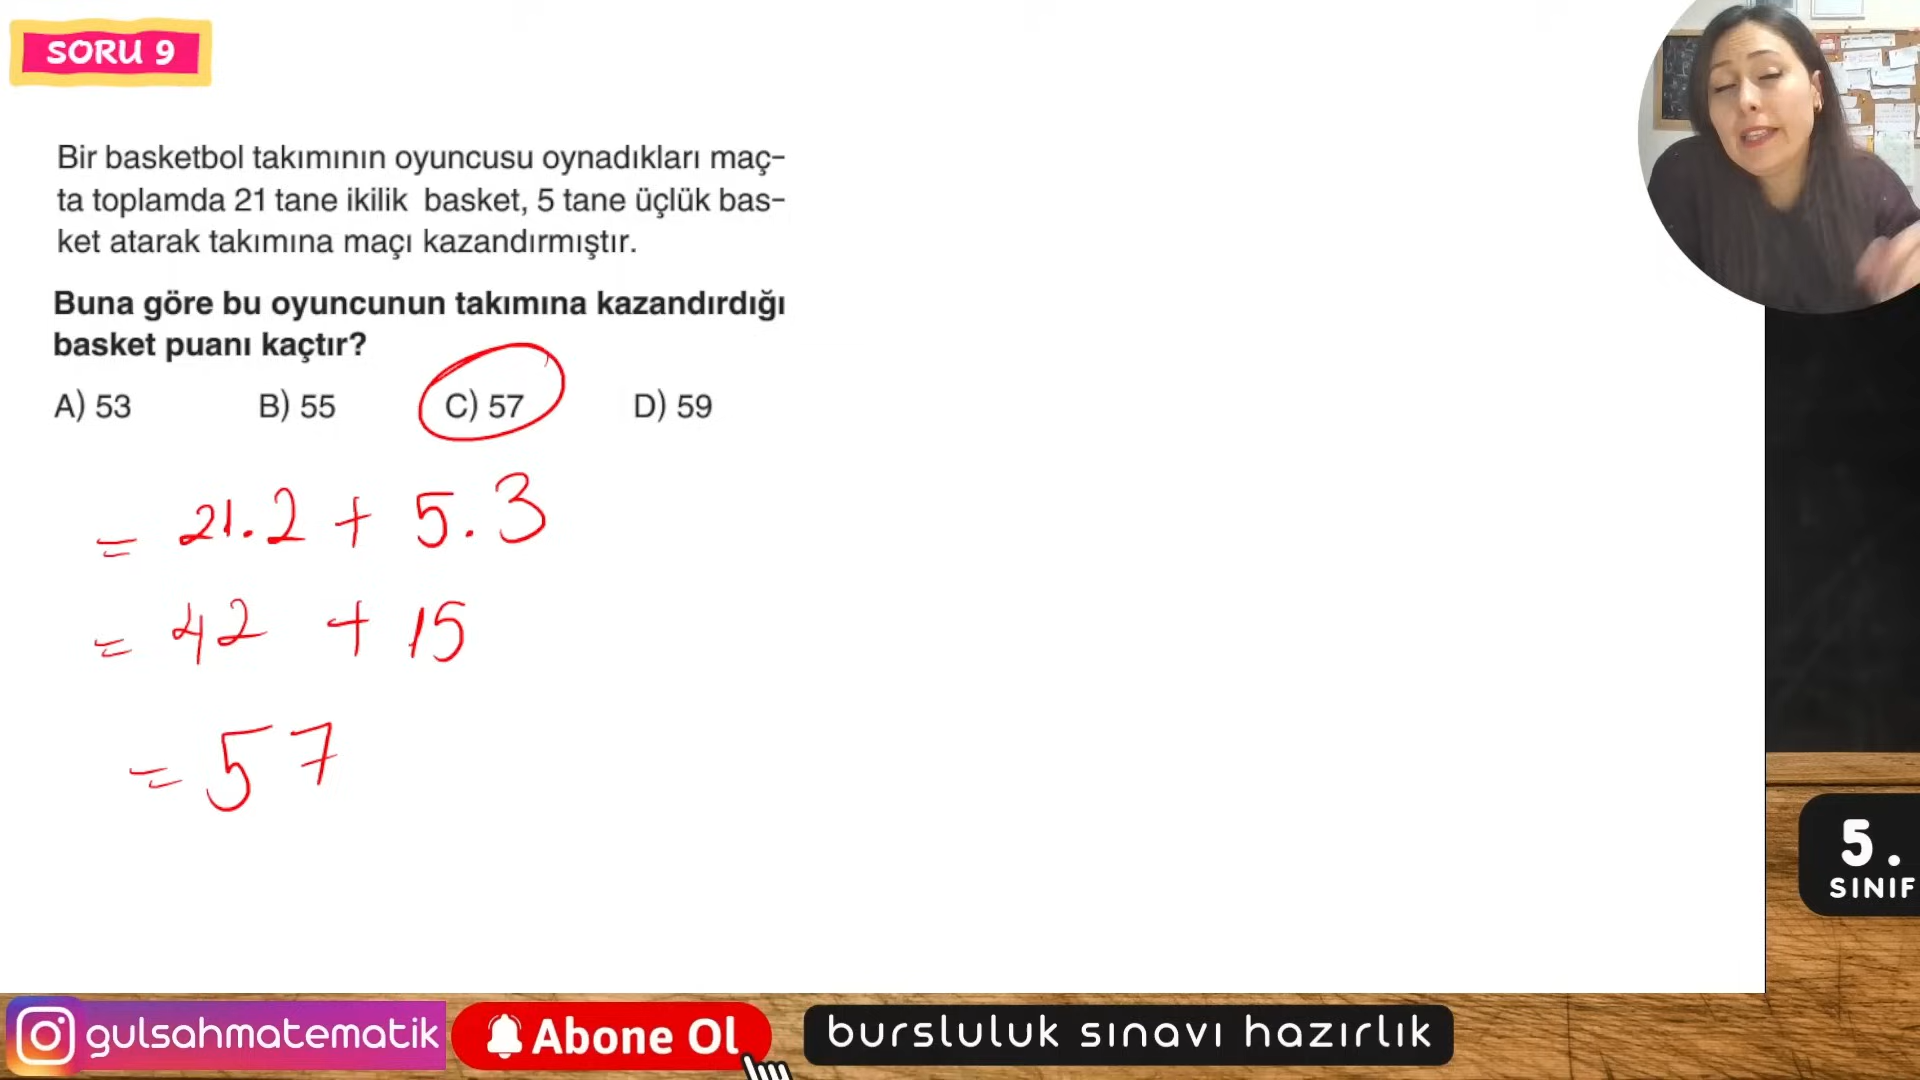 SORU 9
Bir basketbol takımının oyuncusu oynadıkları maç-
ta toplamda 21 tane ikilik basket, 5 tane üçlük bas-
ket atarak takımına maçı kazandırmıştır.
Buna göre bu oyuncunun takımına kazandırdığı
basket puanı kaçtır?
A) 53 B) 55 C) 57 D) 59
= 21.2 + 5.3
= 42 + 15
= 57
5.
SINIF
gulsahmatematik Abone Ol bursluluk sınavı hazırlık